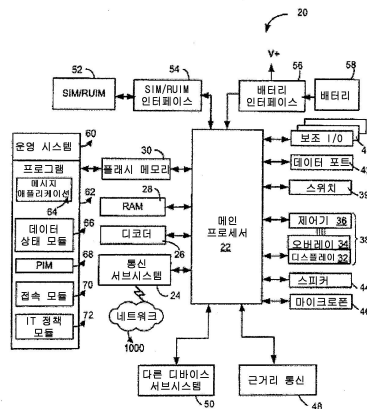 20
V+
52
SIM/RUIM
54
SIM/RUIM
인터페이스
56
배터리
인터페이스
58
배터리
60
운영 시스템
프로그램
메시지
애플리케이션
62
64
데이터
상태 모듈
66
PIM
68
접속 모듈
70
IT 정책
모듈
72
30
플래시 메모리
28
RAM
디코더
26
통신
서브시스템
24
네트워크
1000
메인
프로세서
22
보조 I/O
데이터 포트
스위치
39
제어기 36
오버레이 34
디스플레이 32
38
스피커
44
마이크로폰
46
다른 디바이스
서브시스템
50
근거리 통신
48